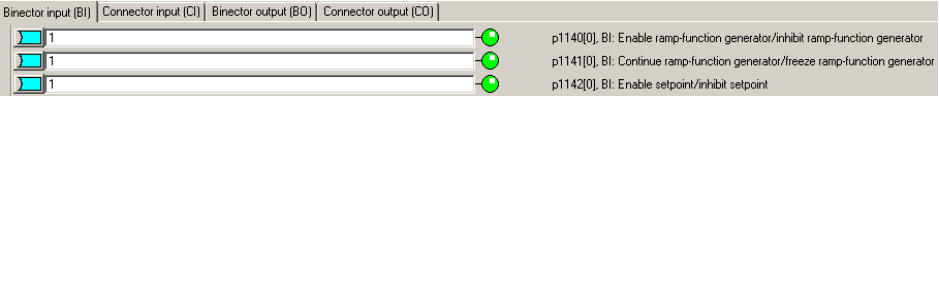 Binector input (BI) Connector input (CI) Binector output (BO) Connector output (CO)
1 p1140[0], BI: Enable ramp-function generator/inhibit ramp-function generator
1 p1141[0], BI: Continue ramp-function generator/freeze ramp-function generator
1 p1142[0], BI: Enable setpoint/inhibit setpoint